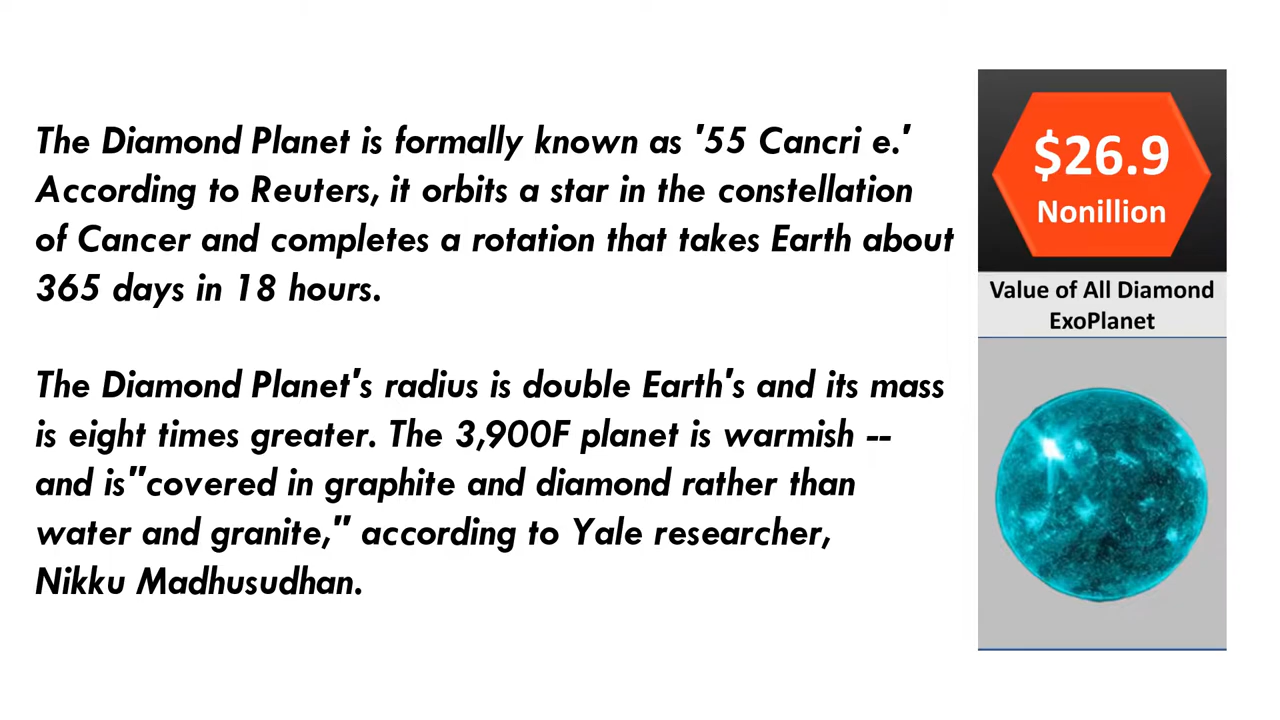 The Diamond Planet is formally known as '55 Cancri e.'
According to Reuters, it orbits a star in the constellation
of Cancer and completes a rotation that takes Earth about
365 days in 18 hours.
The Diamond Planet's radius is double Earth's and its mass
is eight times greater. The 3,900F planet is warmish --
and is"covered in graphite and diamond rather than
water and granite," according to Yale researcher,
Nikku Madhusudhan.
$26.9
Nonillion
Value of All Diamond
ExoPlanet